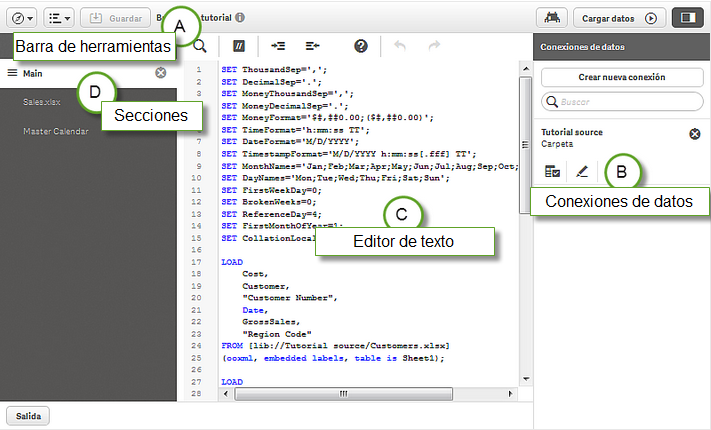 Guardar
A
B
tutorial
Cargar datos
Barra de herramientas
Conexiones de datos
Main
D
Sales.xlsx
Secciones
Master Calendar
1 SET ThousandSep=',';
2 SET DecimalSep='.';
3 SET MoneyThousandSep=',';
4 SET MoneyDecimalSep='.';
5 SET MoneyFormat='$#,##0.00;($#,##0.00)';
6 SET TimeFormat='h:mm:ss TT';
7 SET DateFormat='M/D/YYYY';
8 SET TimestampFormat='M/D/YYYY h:mm:ss[.fff] TT';
9 SET MonthNames='Jan;Feb;Mar;Apr;May;Jun;Jul;Aug;Sep;Oct;
10 SET DayNames='Mon;Tue;Wed;Thu;Fri;Sat;Sun';
11 SET FirstWeekDay=0;
12 SET BrokenWeeks=0;
13 SET ReferenceDay=4;
14 SET FirstMonthOfYear=1;
15 SET CollationLocal
C
Editor de texto
16
17 LOAD
18 Cost,
19 Customer,
20 "Customer Number",
21 Date,
22 GrossSales,
23 "Region Code"
24 FROM [lib://Tutorial source/Customers.xlsx]
25 (ooxml, embedded labels, table is Sheet1);
26
27 LOAD
28
Crear nueva conexión
Buscar
Tutorial source
Carpeta
B
Conexiones de datos
Salida